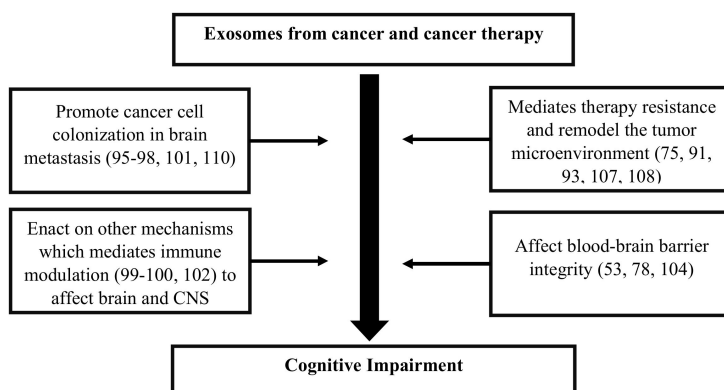 Exosomes from cancer and cancer therapy
Promote cancer cell
colonization in brain
metastasis (95-98, 101, 110)
Mediates therapy resistance
and remodel the tumor
microenvironment (75, 91,
93, 107, 108)
Enact on other mechanisms
which mediates immune
modulation (99-100, 102) to
affect brain and CNS
Affect blood-brain barrier
integrity (53, 78, 104)
Cognitive Impairment